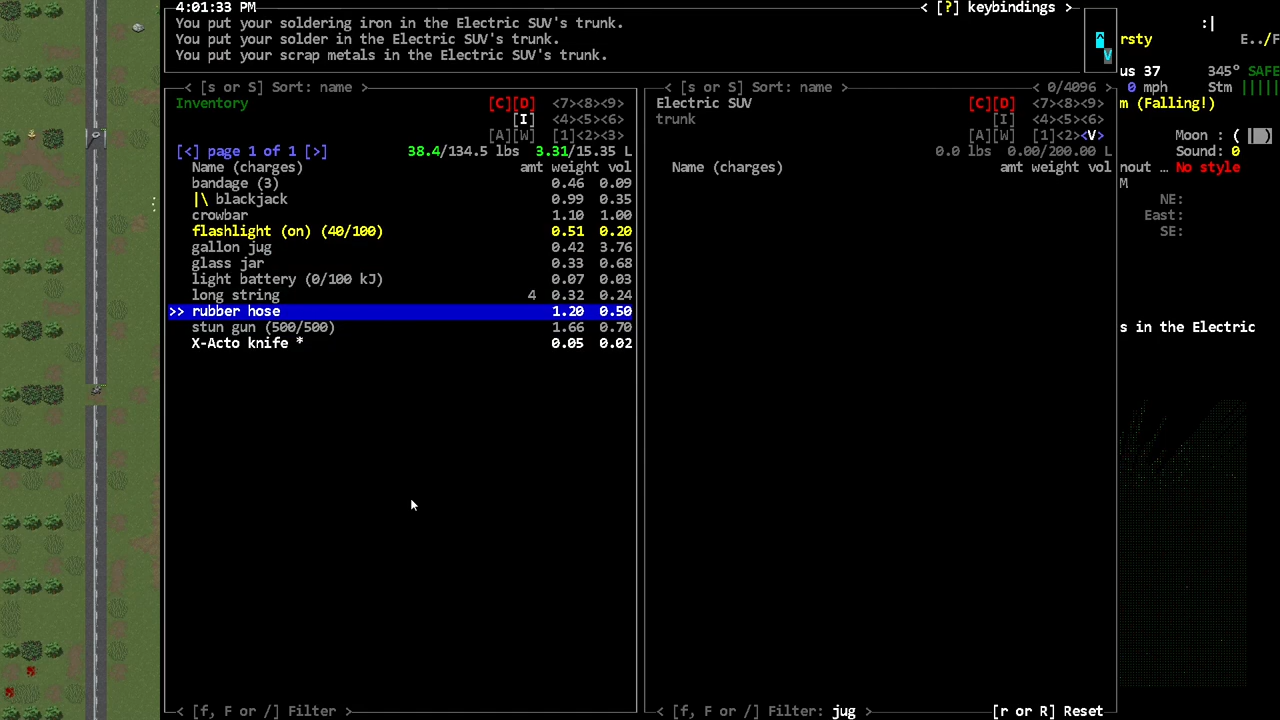 4:01:33 PM
< [?] keybindings >
You put your soldering iron in the Electric SUV's trunk.
You put your solder in the Electric SUV's trunk.
You put your scrap metals in the Electric SUV's trunk.
^
V
:|
rsty E../F
us 37 345° SAFE
0 mph Stm |||||
m (Falling!)
Moon : ( |
Sound: 0
nout … No style
M
NE:
East:
SE:
s in the Electric
< [s or S] Sort: name >
Inventory [C][D] <7><8><9>
[I] <4><5><6>
[A][W] [1]<2><3>
[<] page 1 of 1 [>] 38.4/134.5 lbs 3.31/15.35 L
Name (charges) amt weight vol
bandage (3) 0.46 0.09
|\ blackjack 0.99 0.35
crowbar 1.10 1.00
flashlight (on) (40/100) 0.51 0.20
gallon jug 0.42 3.76
glass jar 0.33 0.68
light battery (0/100 kJ) 0.07 0.03
long string 4 0.32 0.24
>> rubber hose 1.20 0.50
stun gun (500/500) 1.66 0.70
X-Acto knife * 0.05 0.02
< [f, F or /] Filter >
< [s or S] Sort: name > < 0/4096 >
Electric SUV [C][D] <7><8><9>
trunk [I] <4><5><6>
[A][W] [1]<2><V>
0.0 lbs 0.00/200.00 L
Name (charges) amt weight vol
< [f, F or /] Filter: jug > [r or R] Reset